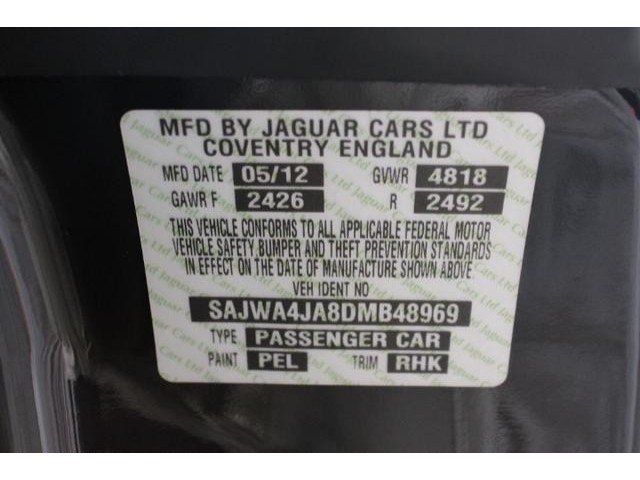 MFD BY JAGUAR CARS LTD
COVENTRY ENGLAND
MFD DATE 05/12 GVWR 4818
GAWR F 2426 R 2492
THIS VEHICLE CONFORMS TO ALL APPLICABLE FEDERAL MOTOR
VEHICLE SAFETY,BUMPER AND THEFT PREVENTION STANDARDS
IN EFFECT ON THE DATE OF MANUFACTURE SHOWN ABOVE
VEH IDENT NO
SAJWA4JA8DMB48969
TYPE PASSENGER CAR
PAINT PEL TRIM RHK